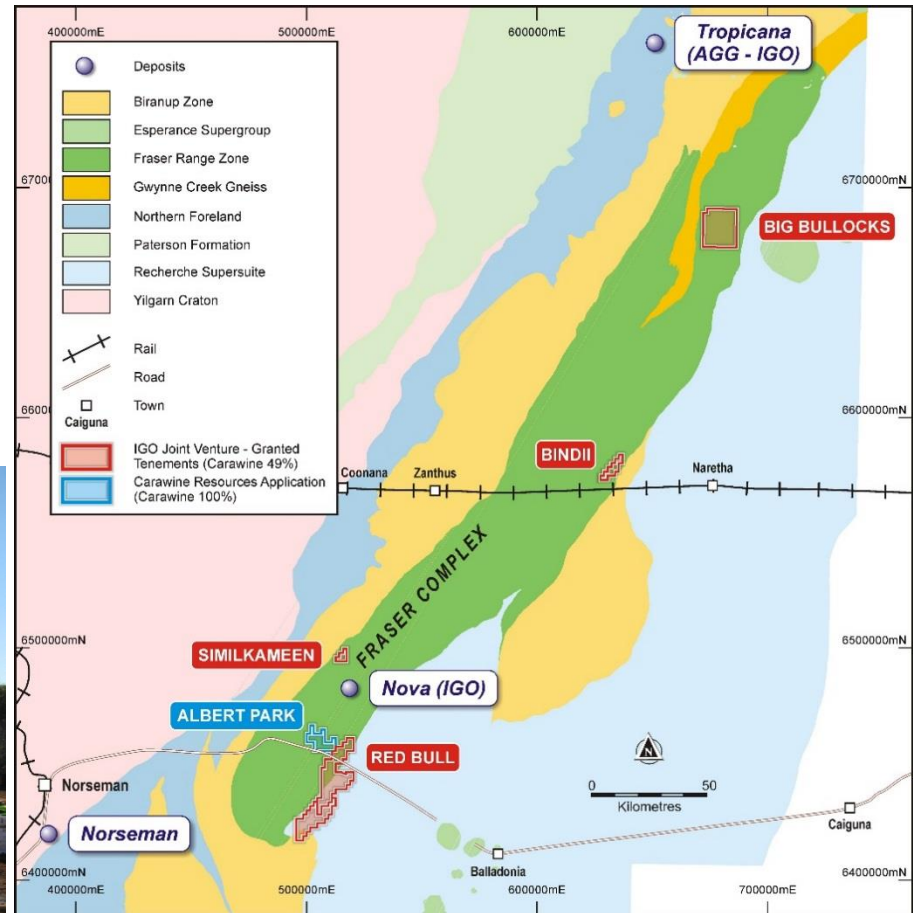 400000mE
500000mE
600000mE
700000mE
Deposits
Biranup Zone
Esperance Supergroup
Fraser Range Zone
Gwynne Creek Gneiss
Northern Foreland
Paterson Formation
Recherche Supersuite
Yilgarn Craton
Rail
Road
Town
Caiguna
IGO Joint Venture - Granted
Tenements (Carawine 49%)
Carawine Resources Application
(Carawine 100%)
Tropicana
(AGG - IGO)
6700000mN
6700000mN
BIG BULLOCKS
6600000mN
6600000mN
BINDII
Coonana
Zanthus
Naretha
FRASER COMPLEX
6500000mN
6500000mN
SIMILKAMEEN
Nova (IGO)
ALBERT PARK
RED BULL
N
0
50
Kilometres
Norseman
Norseman
Caiguna
Balladonia
6400000mN
6400000mN
400000mE
500000mE
600000mE
700000mE